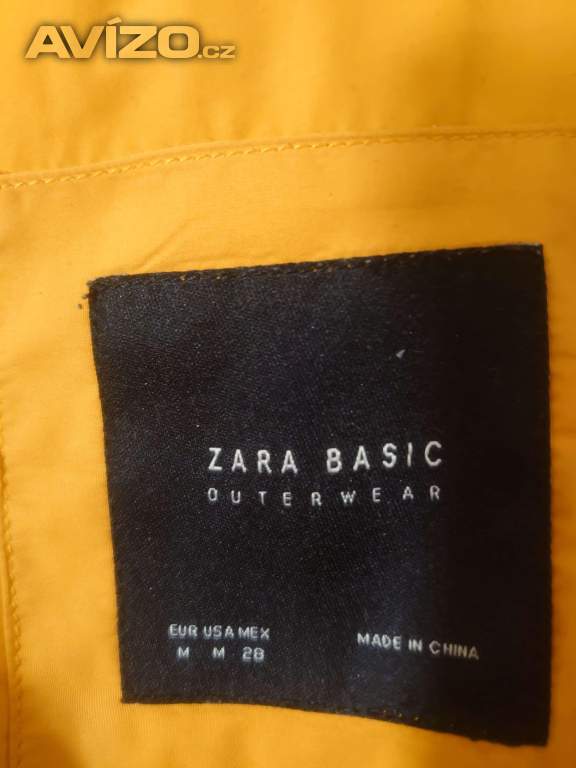 AVÍZO.cz
ZARA BASIC
OUTERWEAR
EUR USA MEX
M M 28
MADE IN CHINA